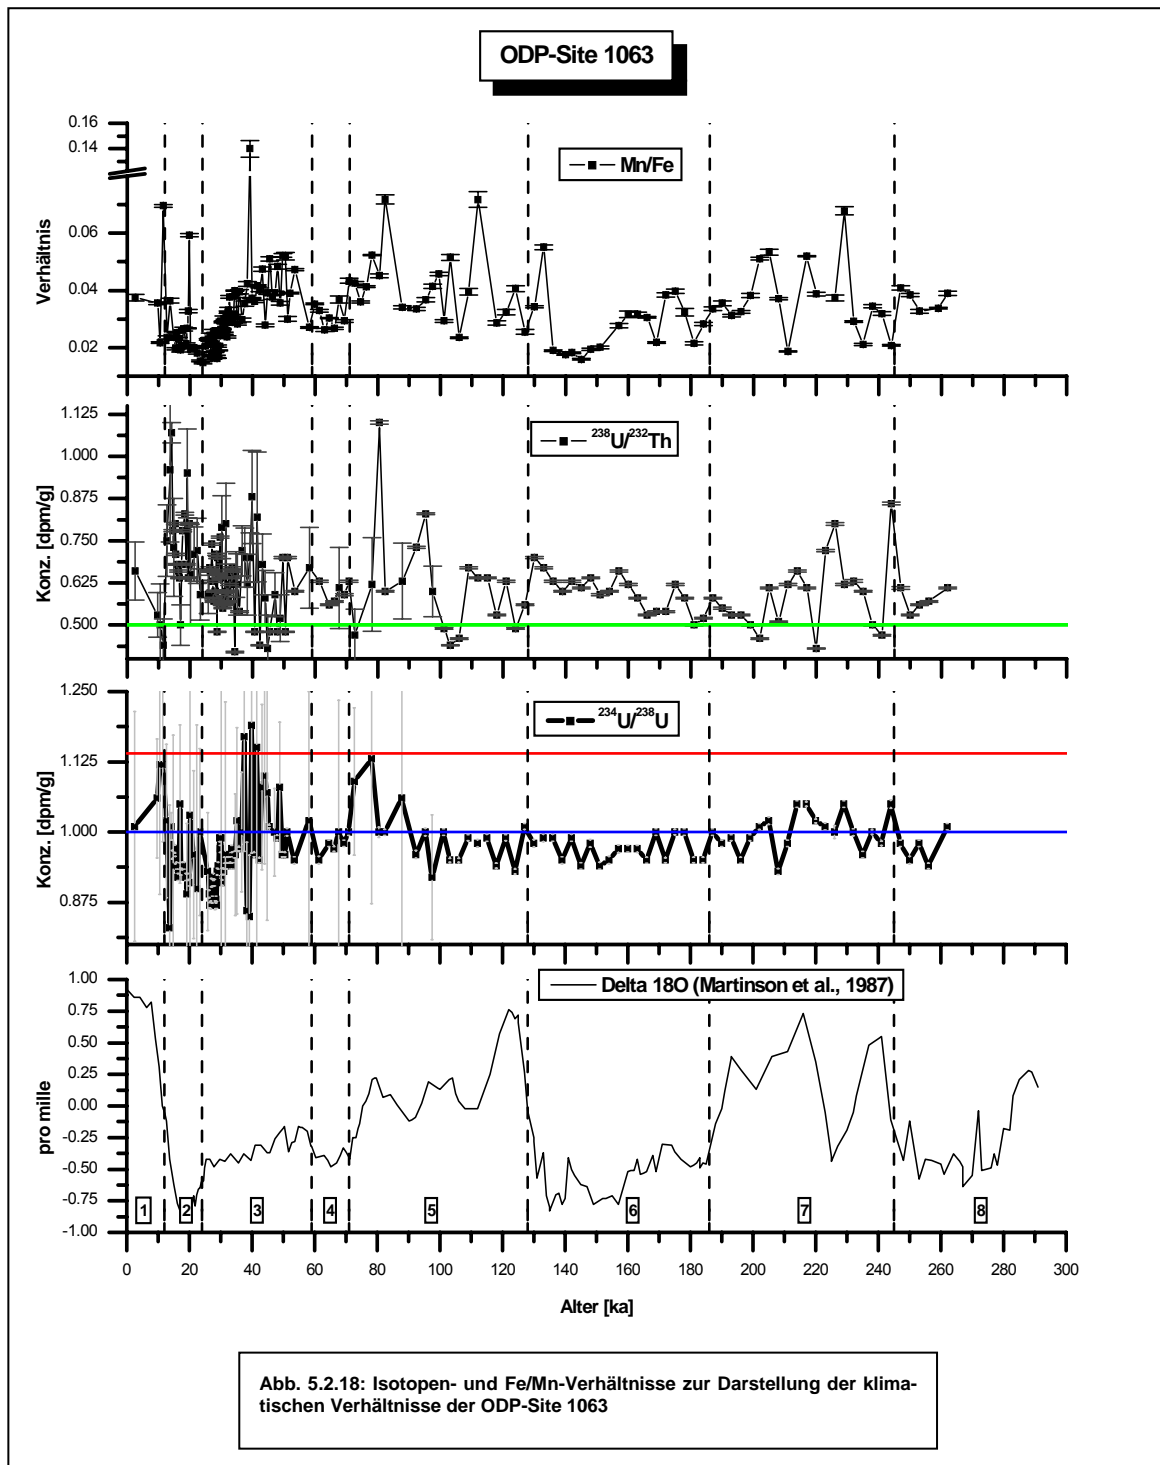 ODP-Site 1063
0.16
0.14
0.06
0.04
0.02
Verhältnis
Mn/Fe
1.125
1.000
0.875
0.750
0.625
0.500
Konz. [dpm/g]
238U/232Th
1.250
1.125
1.000
0.875
Konz. [dpm/g]
234U/238U
1.00
0.75
0.25
0.00
-0.25
-0.50
-0.75
-1.00
pro mille
Delta 18O (Martinson et al., 1987)
1 2 3 4 5 6 7 8
0 20 40 60 80 100 120 140 160 180 200 220 240 260 280 300
Alter [ka]
Abb. 5.2.18: Isotopen- und Fe/Mn-Verhältnisse zur Darstellung der klima-
tischen Verhältnisse der ODP-Site 1063